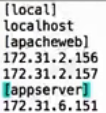 [local]
localhost
[apacheweb]
172.31.2.156
172.31.2.157
[appserver]
172.31.6.151